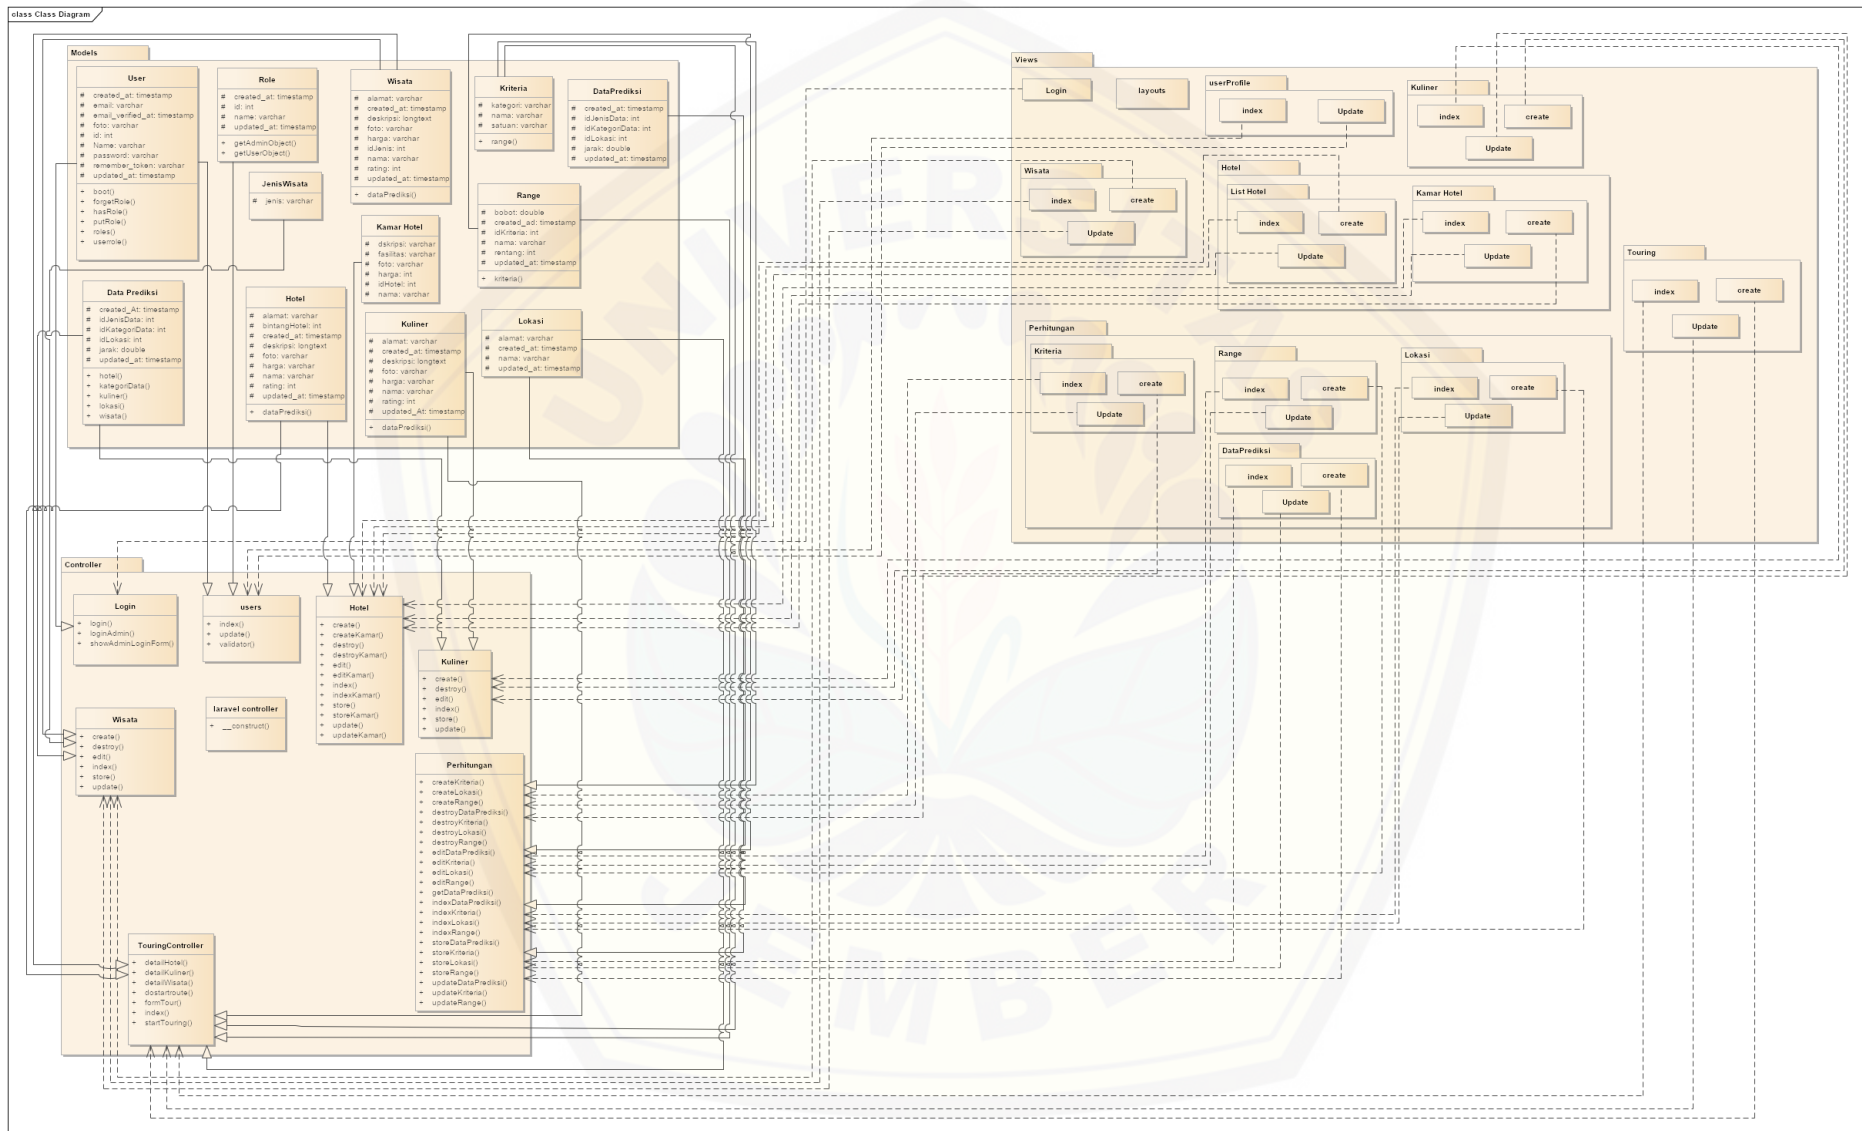 class Class Diagram
Models
User
# created_at: timestamp
# email: varchar
# email_verified_at: timestamp
# foto: varchar
# id: int
# Name: varchar
# password: varchar
# remember_token: varchar
# updated_at: timestamp
+ boot()
+ forgetRole()
+ hasRole()
+ putRole()
+ roles()
+ userrole()
Role
# created_at: timestamp
# id: int
# name: varchar
# updated_at: timestamp
+ getAdminObject()
+ getUserObject()
JenisWisata
# jenis: varchar
Wisata
# alamat: varchar
# created_at: timestamp
# deskripsi: longtext
# foto: varchar
# harga: varchar
# idJenis: int
# nama: varchar
# rating: int
# updated_at: timestamp
+ dataPrediksi()
Kriteria
# kategori: varchar
# nama: varchar
# satuan: varchar
+ range()
DataPrediksi
# created_at: timestamp
# idJenisData: int
# idKategoriData: int
# idLokasi: int
# jarak: double
# updated_at: timestamp
Range
# bobot: double
# created_ad: timestamp
# idKriteria: int
# nama: varchar
# rentang: int
# updated_at: timestamp
+ kriteria()
Kamar Hotel
# dskripsi: varchar
# fasilitas: varchar
# foto: varchar
# harga: int
# idHotel: int
# nama: varchar
Data Prediksi
# created_At: timestamp
# idJenisData: int
# idKategoriData: int
# idLokasi: int
# jarak: double
# updated_at: timestamp
+ hotel()
+ kategoriData()
+ kuliner()
+ lokasi()
+ wisata()
Hotel
# alamat: varchar
# bintangHotel: int
# created_at: timestamp
# deskripsi: longtext
# foto: varchar
# harga: varchar
# nama: varchar
# rating: int
# updated_at: timestamp
+ dataPrediksi()
Kuliner
# alamat: varchar
# created_at: timestamp
# deskripsi: longtext
# foto: varchar
# harga: varchar
# nama: varchar
# rating: int
# updated_At: timestamp
+ dataPrediksi()
Lokasi
# alamat: varchar
# created_at: timestamp
# nama: varchar
# updated_at: timestamp
Controller
Login
+ login()
+ loginAdmin()
+ showAdminLoginForm()
users
+ index()
+ update()
+ validator()
Hotel
+ create()
+ createKamar()
+ destroy()
+ destroyKamar()
+ edit()
+ editKamar()
+ index()
+ indexKamar()
+ store()
+ storeKamar()
+ update()
+ updateKamar()
Kuliner
+ create()
+ destroy()
+ edit()
+ index()
+ store()
+ update()
laravel controller
+ __construct()
Wisata
+ create()
+ destroy()
+ edit()
+ index()
+ store()
+ update()
Perhitungan
+ createKriteria()
+ createLokasi()
+ createRange()
+ destroyDataPrediksi()
+ destroyKriteria()
+ destroyLokasi()
+ destroyRange()
+ editDataPrediksi()
+ editKriteria()
+ editLokasi()
+ editRange()
+ getDataPrediksi()
+ indexDataPrediksi()
+ indexKriteria()
+ indexLokasi()
+ indexRange()
+ storeDataPrediksi()
+ storeKriteria()
+ storeLokasi()
+ storeRange()
+ updateDataPrediksi()
+ updateKriteria()
+ updateRange()
TouringController
+ detailHotel()
+ detailKuliner()
+ detailWisata()
+ dostartroute()
+ formTour()
+ index()
+ startTouring()
Views
Login
layouts
userProfile
index
Update
Kuliner
index
create
Update
Wisata
index
create
Update
Hotel
List Hotel
index
create
Update
Kamar Hotel
index
create
Update
Touring
index
create
Update
Perhitungan
Kriteria
index
create
Update
Range
index
create
Update
Lokasi
index
create
Update
DataPrediksi
index
create
Update
UNIVERSITAS
JEMBER